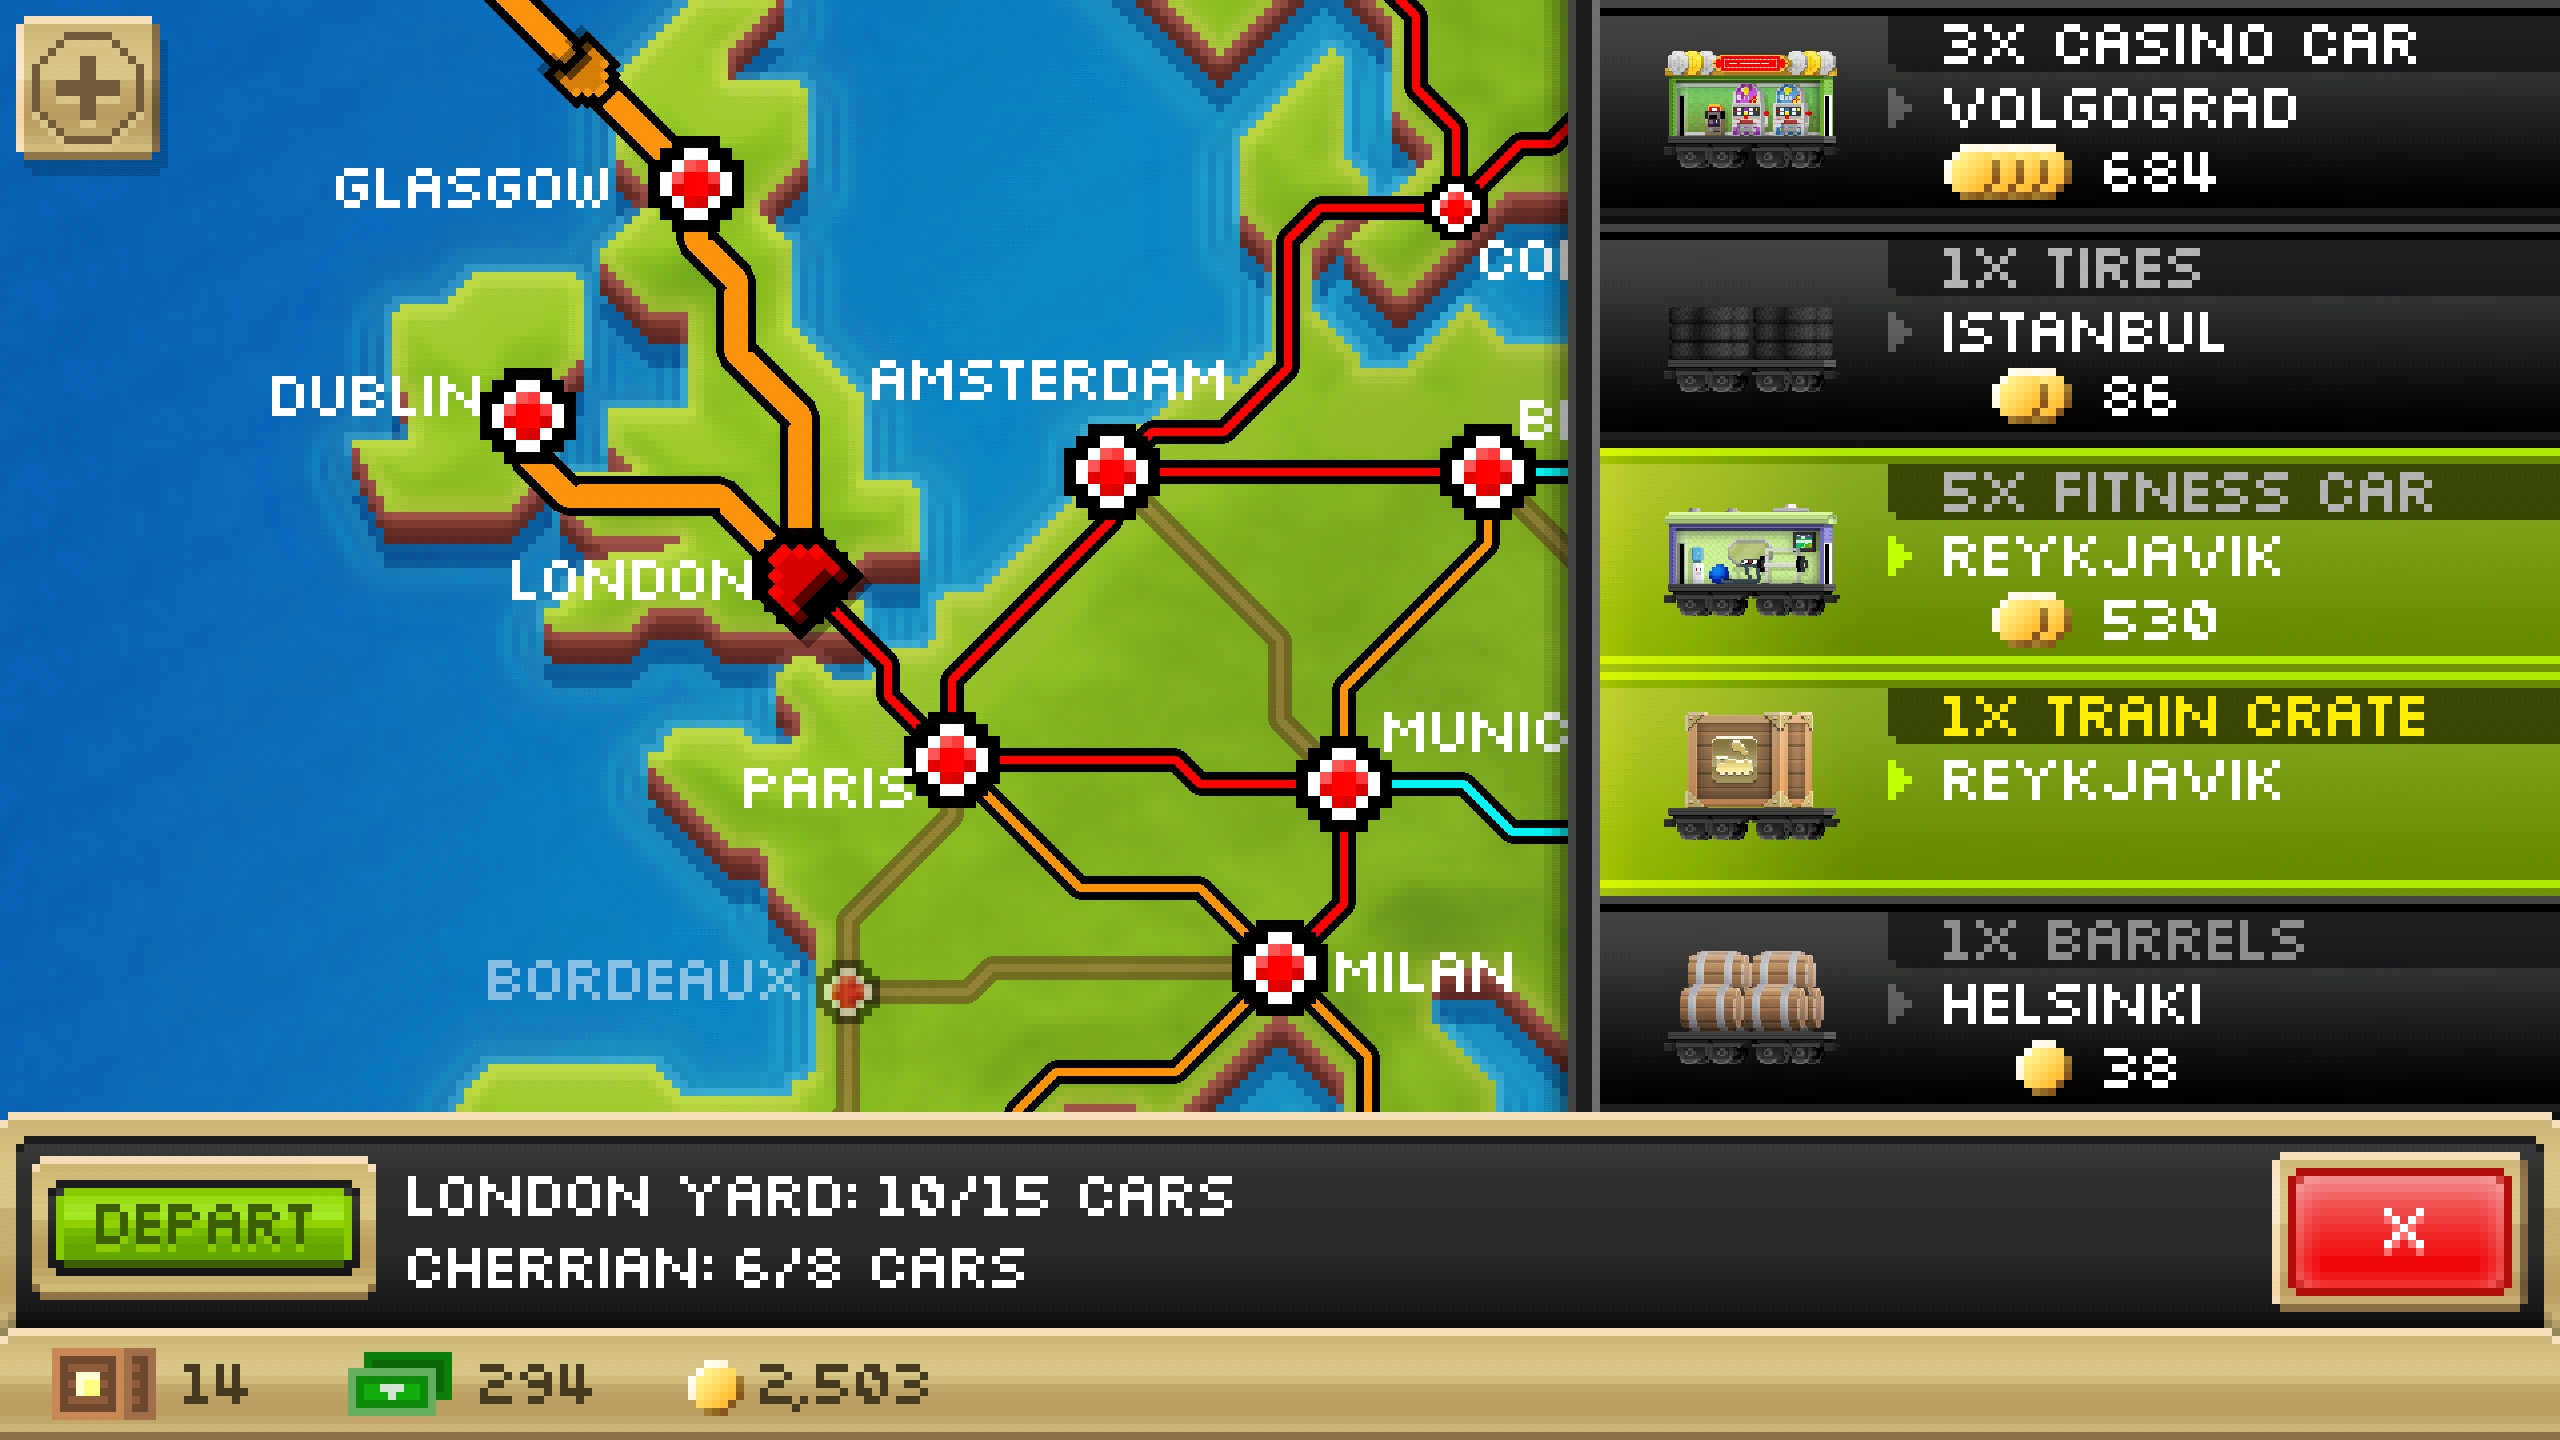 GLASGOW
DUBLIN
AMSTERDAM
LONDON
PARIS
MILAN
BORDEAUX
3X CASINO CAR
VOLGOGRAD
684
1X TIRES
ISTANBUL
86
5X FITNESS CAR
REYKJAVIK
530
1X TRAIN CRATE
REYKJAVIK
1X BARRELS
HELSINKI
38
DEPART
LONDON YARD: 10/15 CARS
CHERRIAN: 6/8 CARS
X
14
294
2,503